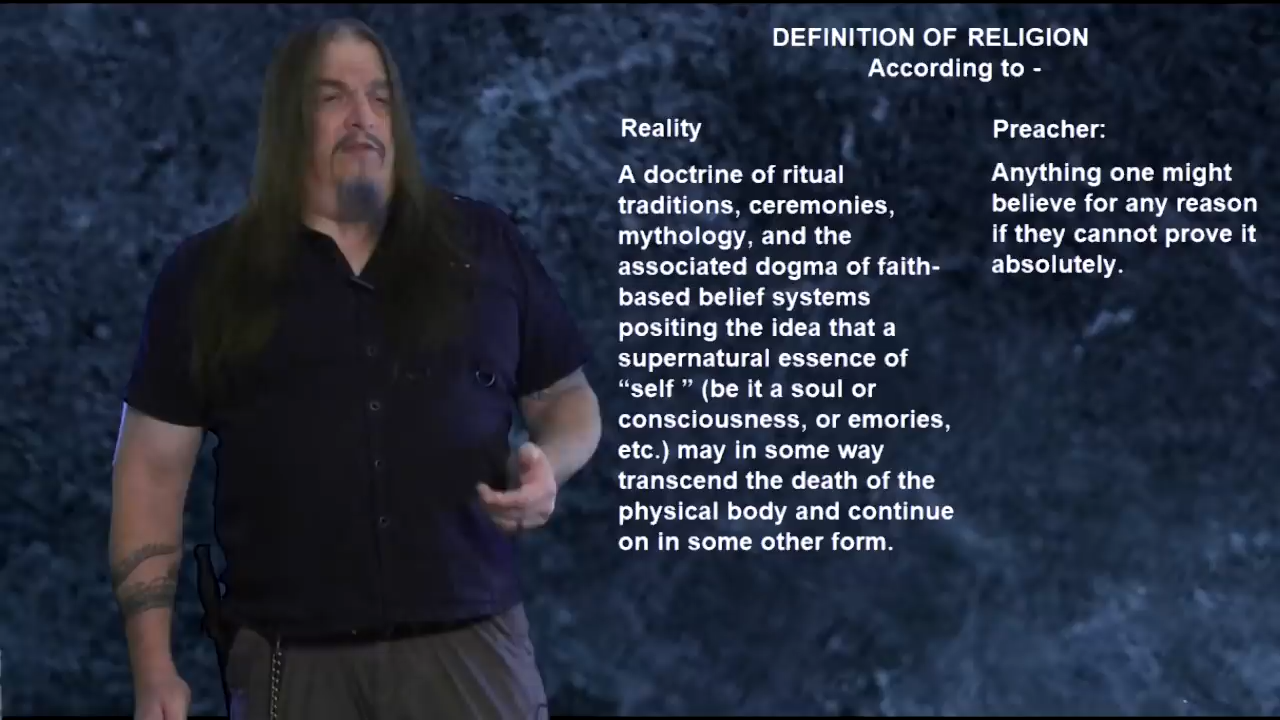 DEFINITION OF RELIGION
According to -
Reality
A doctrine of ritual
traditions, ceremonies,
mythology, and the
associated dogma of faith-
based belief systems
positing the idea that a
supernatural essence of
“self ” (be it a soul or
consciousness, or emories,
etc.) may in some way
transcend the death of the
physical body and continue
on in some other form.
Preacher:
Anything one might
believe for any reason
if they cannot prove it
absolutely.